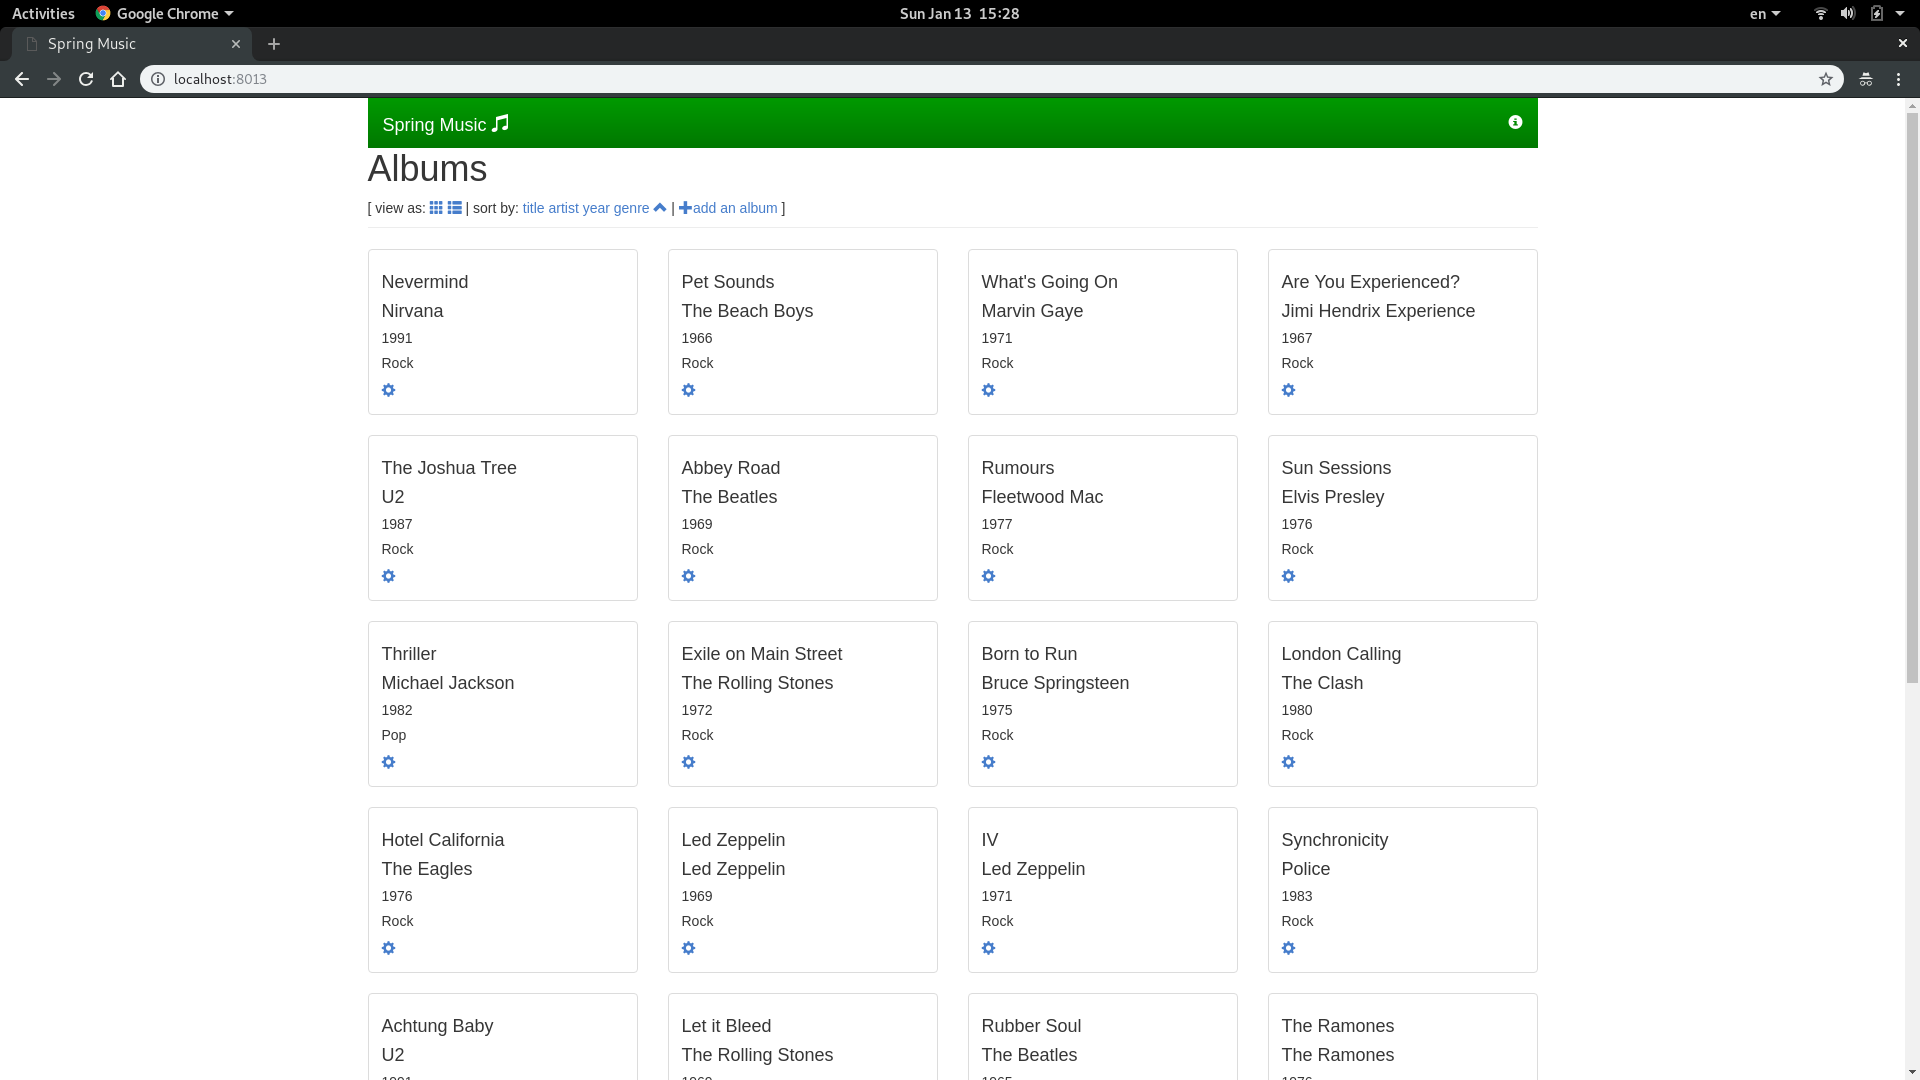 Activities Google Chrome Sun Jan 13 15:28 en
Spring Music
localhost:8013
Spring Music
Albums
[ view as: | sort by: title artist year genre | add an album ]
Nevermind
Nirvana
1991
Rock
Pet Sounds
The Beach Boys
1966
Rock
What's Going On
Marvin Gaye
1971
Rock
Are You Experienced?
Jimi Hendrix Experience
1967
Rock
The Joshua Tree
U2
1987
Rock
Abbey Road
The Beatles
1969
Rock
Rumours
Fleetwood Mac
1977
Rock
Sun Sessions
Elvis Presley
1976
Rock
Thriller
Michael Jackson
1982
Pop
Exile on Main Street
The Rolling Stones
1972
Rock
Born to Run
Bruce Springsteen
1975
Rock
London Calling
The Clash
1980
Rock
Hotel California
The Eagles
1976
Rock
Led Zeppelin
Led Zeppelin
1969
Rock
IV
Led Zeppelin
1971
Rock
Synchronicity
Police
1983
Rock
Achtung Baby
U2
Let it Bleed
The Rolling Stones
Rubber Soul
The Beatles
The Ramones
The Ramones